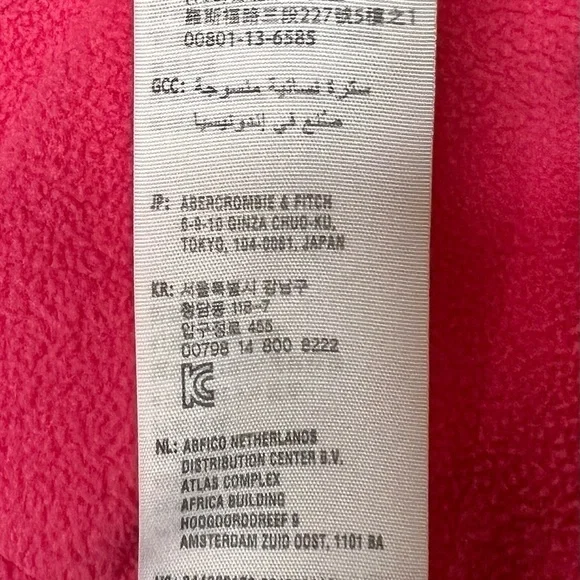 羅斯福路三段227號5樓之1
00801-13-6585
GCC: سترة نسائية منسوجة
صنع في إندونيسيا
JP: ABERCROMBIE & FITCH
6-9-10 GINZA CHUO-KU,
TOKYO, 104-0061, JAPAN
KR: 서울특별시 강남구
청담동 118-7
압구정로 455
00798 14 800 8222
KC
NL: ABFICO NETHERLANDS
DISTRIBUTION CENTER B.V.
ATLAS COMPLEX
AFRICA BUILDING
HOOGOORDDREEF 9
AMSTERDAM ZUID OOST, 1101 BA